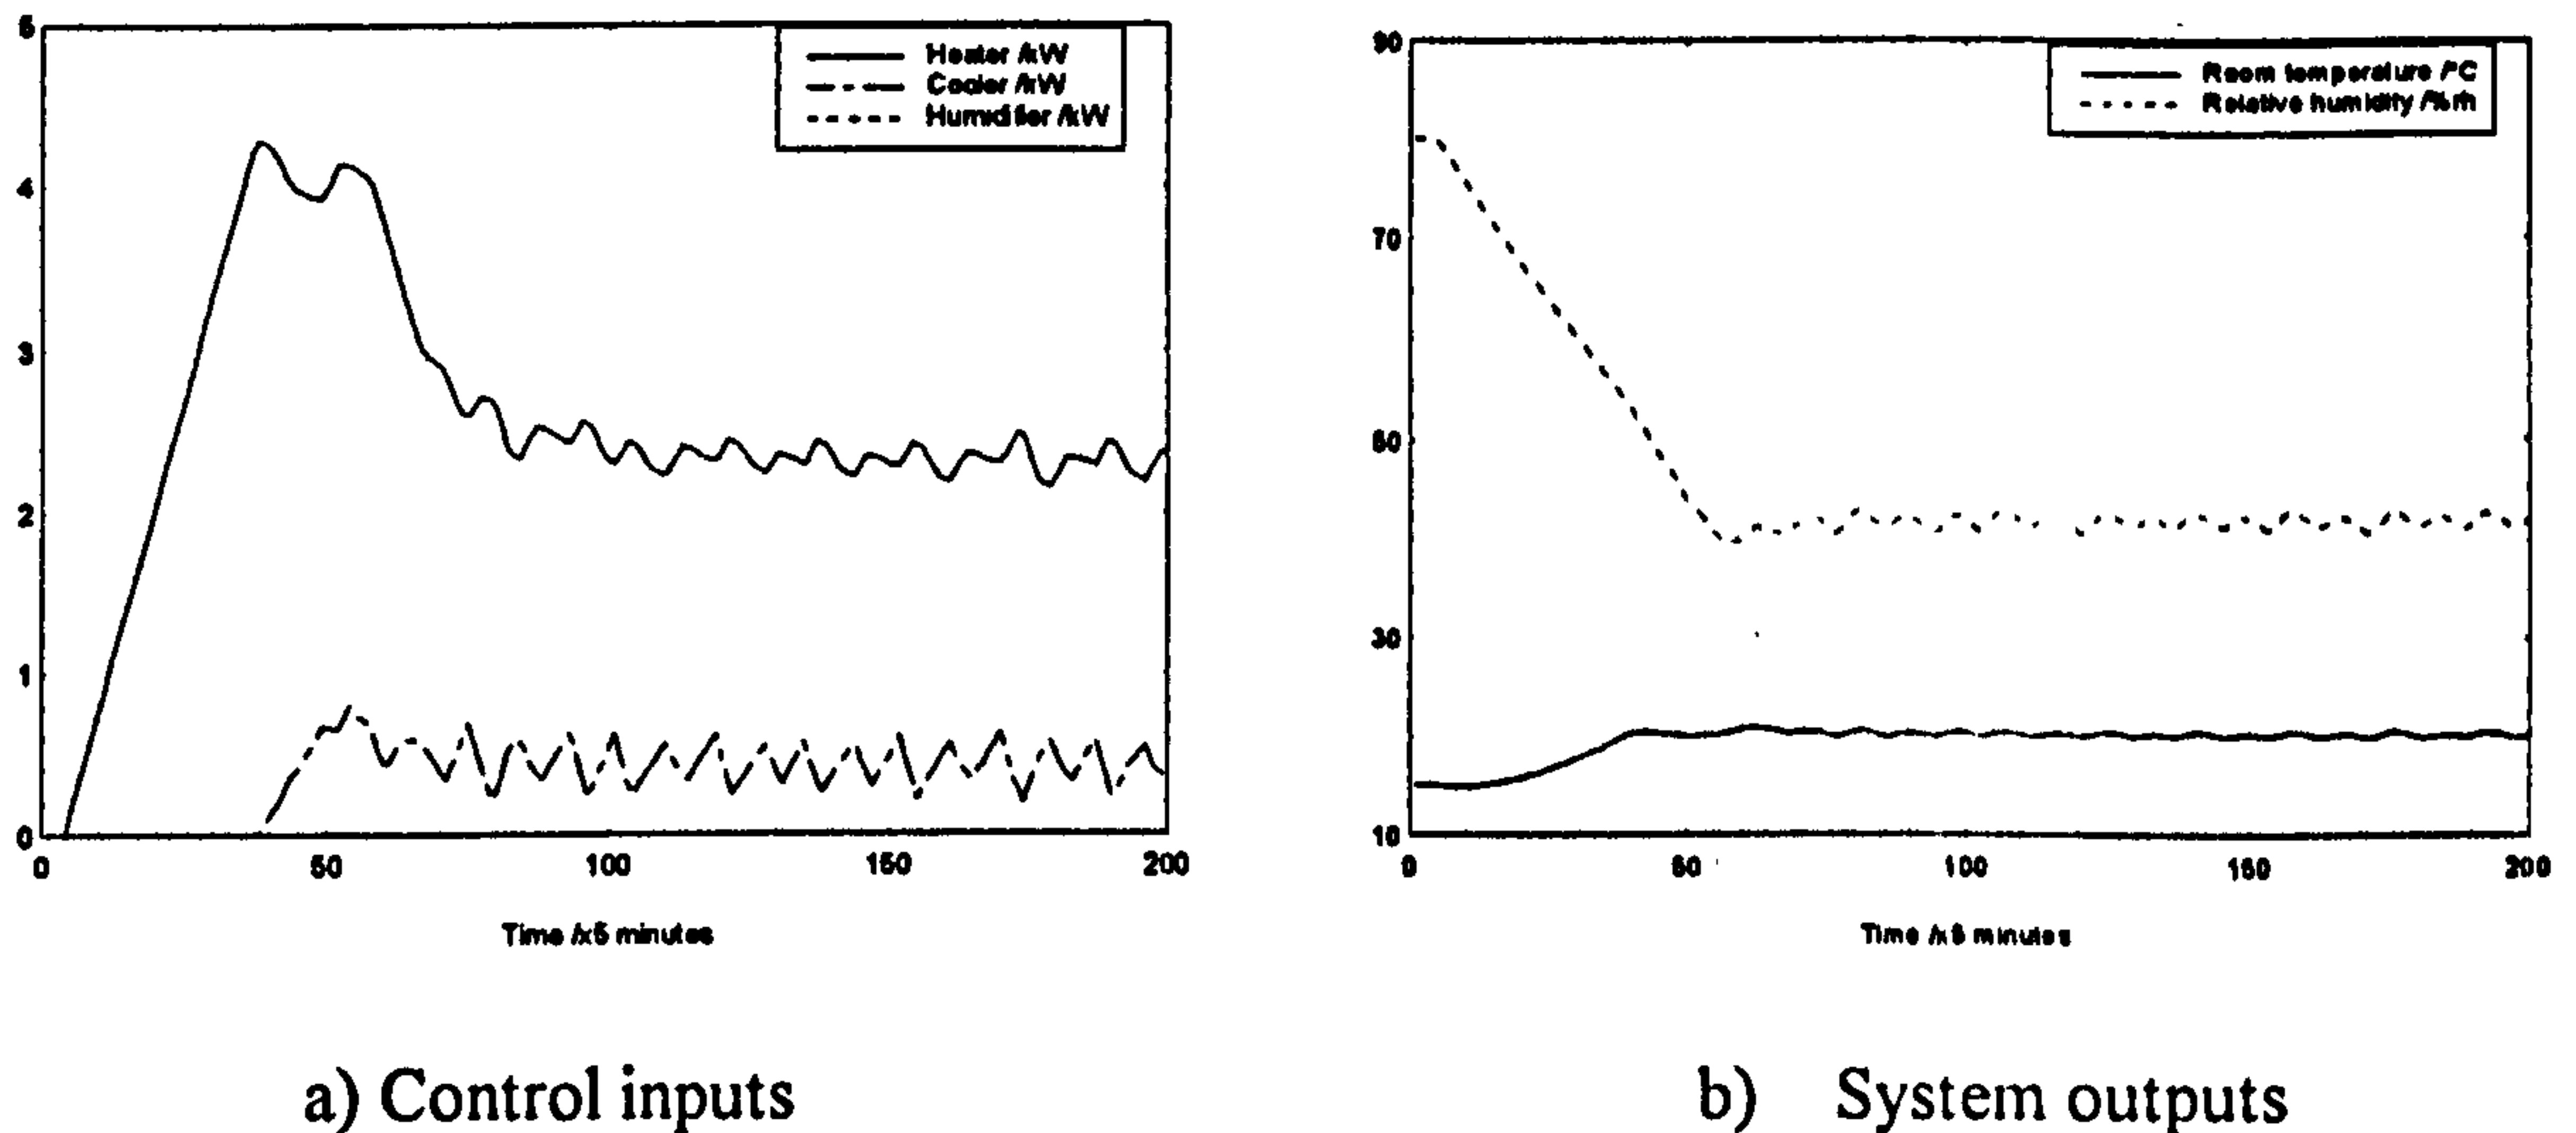 5
4
3
2
1
0
0 50 100 150 200
Heater /kW
Cooler /kW
Humidifier /kW
Time /x5 minutes
a) Control inputs
90
70
50
30
10
0 50 100 150 200
Room temperature /°C
Relative humidity /%rh
Time /x5 minutes
b) System outputs